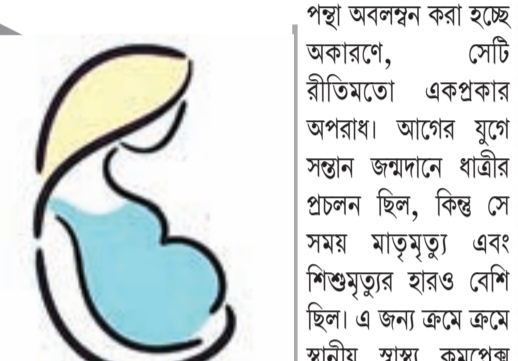 পন্থা অবলম্বন করা হচ্ছে
অকারণে, সেটি
রীতিমতো একপ্রকার
অপরাধ। আগের যুগে
সন্তান জন্মদানে ধাত্রীর
প্রচলন ছিল, কিন্তু সে
সময় মাতৃমৃত্যু এবং
শিশুমৃত্যুর হারও বেশি
ছিল। এ জন্য ক্রমে ক্রমে
স্থানীয় স্বাস্থ্য কমপ্লেক্স